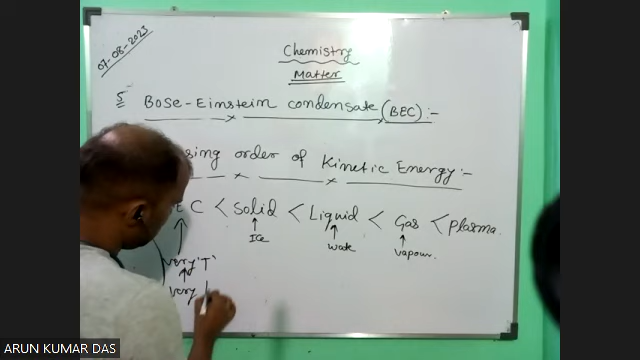 07-08-2023
Chemistry
Matter
5 Bose-Einstein condensate (BEC):-
sing order of Kinetic Energy:-
EC < Solid < Liquid < Gas < plasma
Ice
vapour
very 'T'
very
ARUN KUMAR DAS